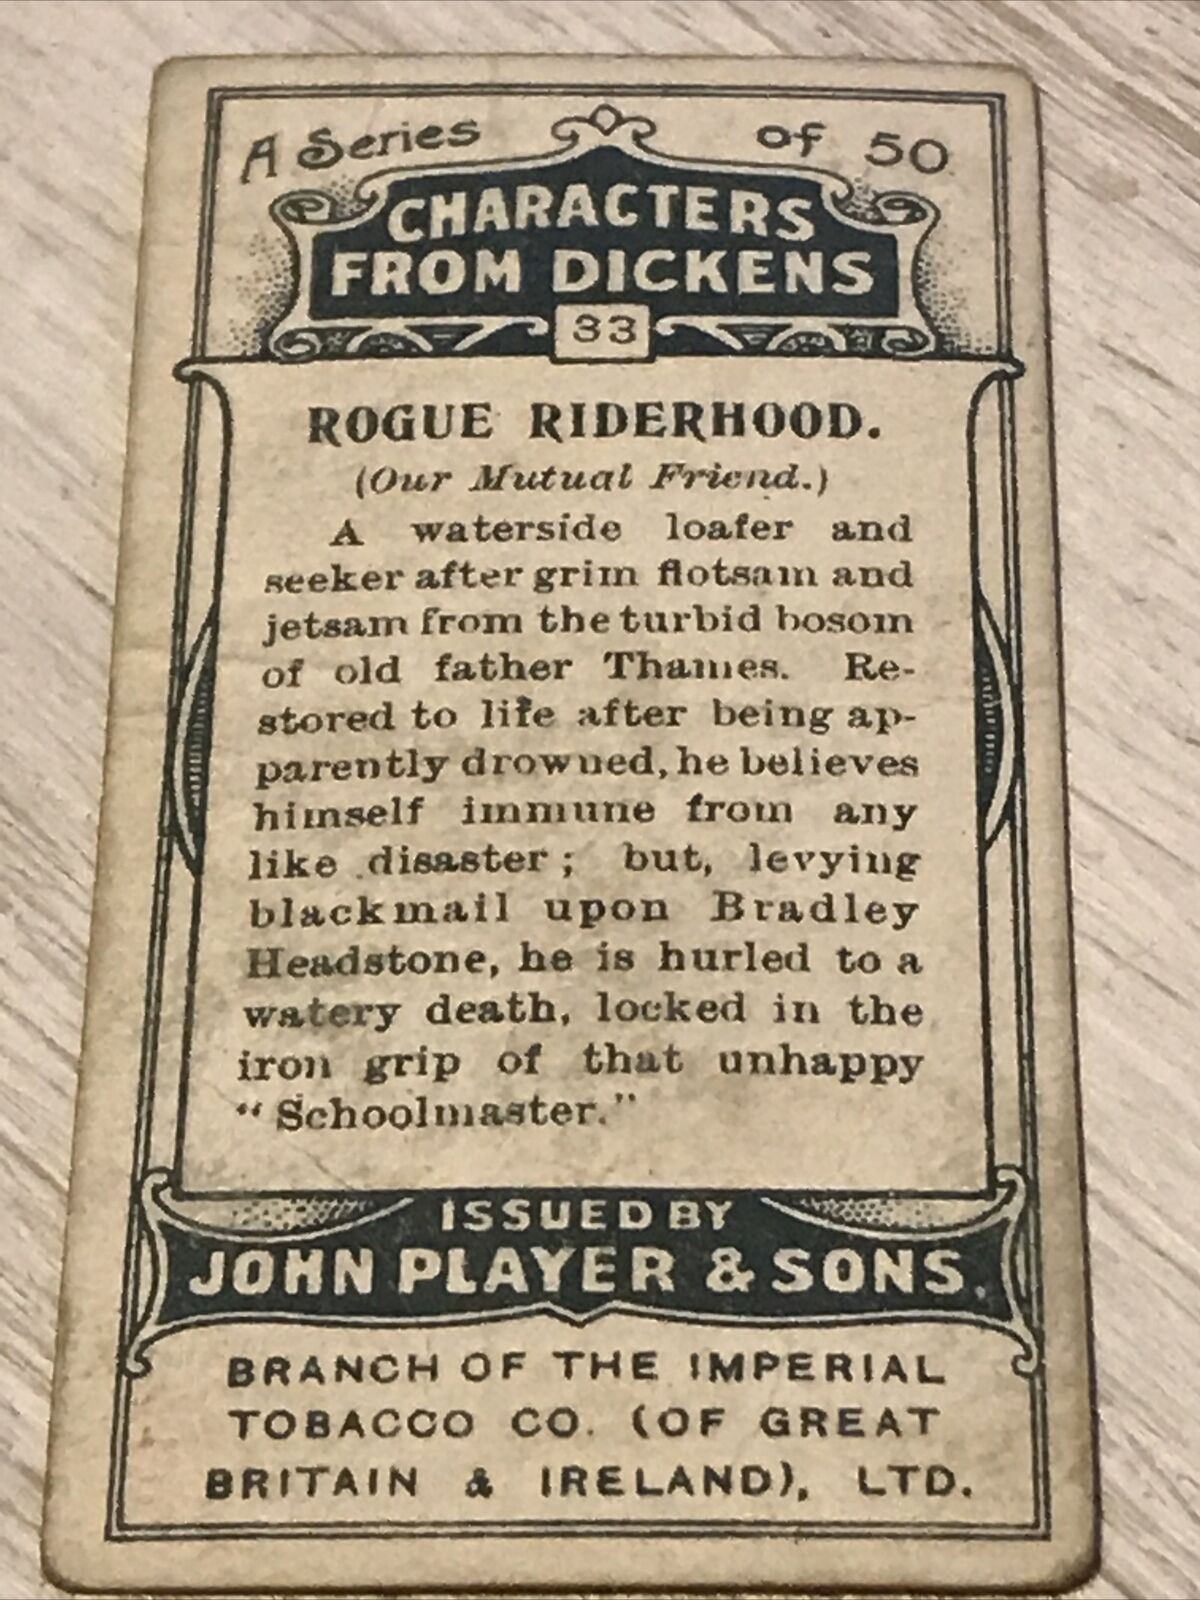 A Series of 50
CHARACTERS
FROM DICKENS
33
ROGUE RIDERHOOD.
(Our Mutual Friend.)
A waterside loafer and
seeker after grim flotsam and
jetsam from the turbid bosom
of old father Thames. Re-
stored to life after being ap-
parently drowned, he believes
himself immune from any
like disaster; but, levying
blackmail upon Bradley
Headstone, he is hurled to a
watery death, locked in the
iron grip of that unhappy
"Schoolmaster."
ISSUED BY
JOHN PLAYER & SONS.
BRANCH OF THE IMPERIAL
TOBACCO CO. (OF GREAT
BRITAIN & IRELAND), LTD.